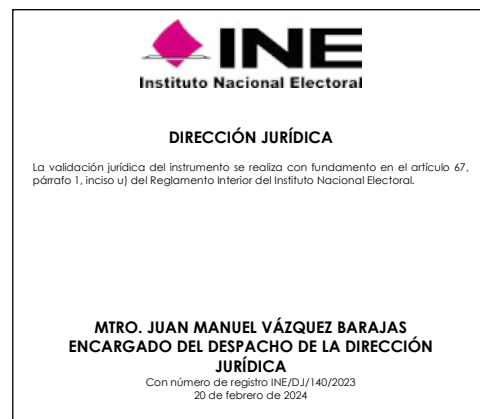 INE
Instituto Nacional Electoral
DIRECCIÓN JURÍDICA
La validación jurídica del instrumento se realiza con fundamento en el artículo 67,
párrafo 1, inciso u) del Reglamento Interior del Instituto Nacional Electoral.
MTRO. JUAN MANUEL VÁZQUEZ BARAJAS
ENCARGADO DEL DESPACHO DE LA DIRECCIÓN
JURÍDICA
Con número de registro INE/DJ/140/2023
20 de febrero de 2024